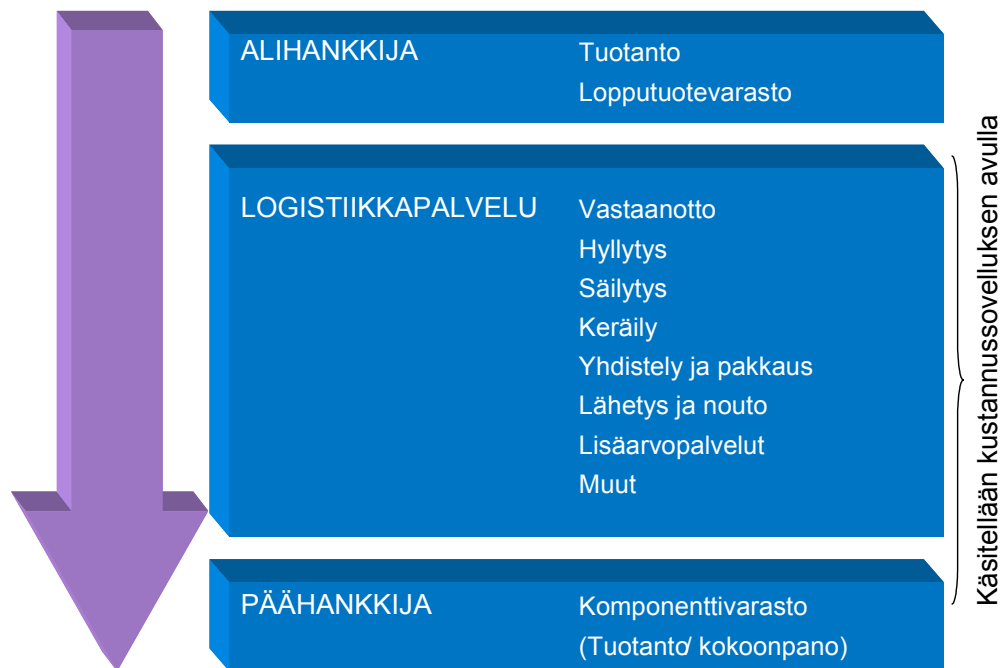 ALIHANKKIJA Tuotanto
Lopputuotevarasto
LOGISTIIKKAPALVELU Vastaanotto
Hyllytys
Säilytys
Keräily
Yhdistely ja pakkaus
Lähetys ja nouto
Lisäarvopalvelut
Muut
PÄÄHANKKIJA Komponenttivarasto
(Tuotanto/ kokoonpano)
Käsitellään kustannussovelluksen avulla